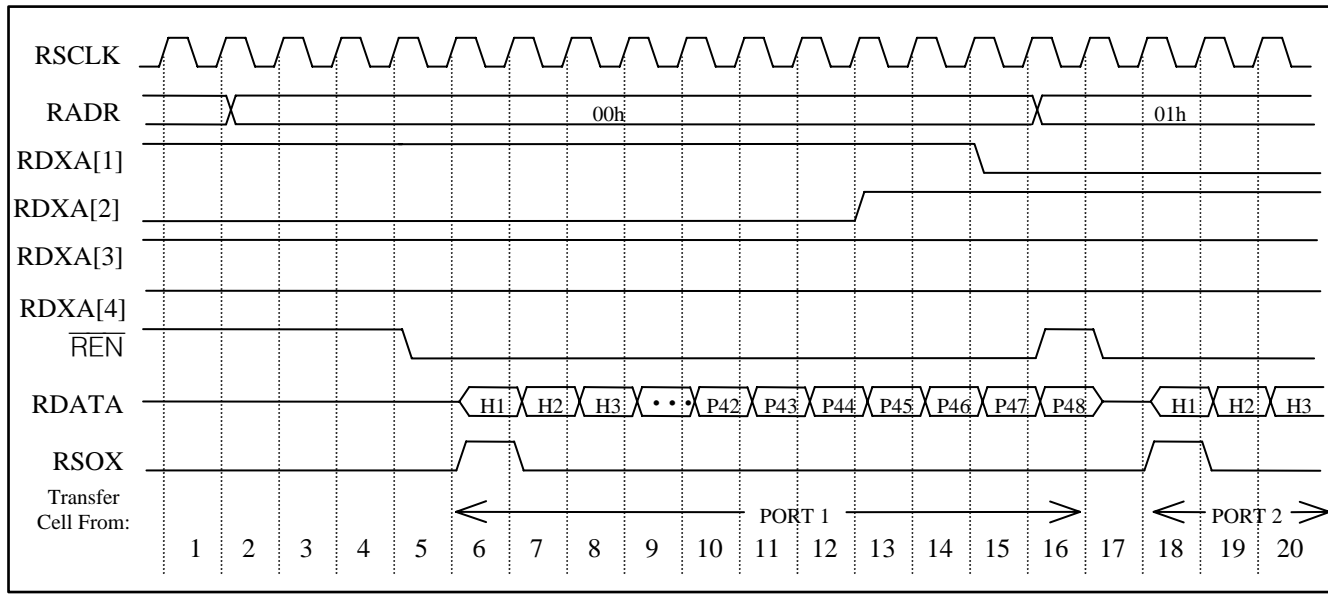 RSCLK
RADR 00h 01h
RDXA[1]
RDXA[2]
RDXA[3]
RDXA[4]
REN
RDATA H1 H2 H3 ••• P42 P43 P44 P45 P46 P47 P48 H1 H2 H3
RSOX
Transfer
Cell From: PORT 1 PORT 2
1 2 3 4 5 6 7 8 9 10 11 12 13 14 15 16 17 18 19 20